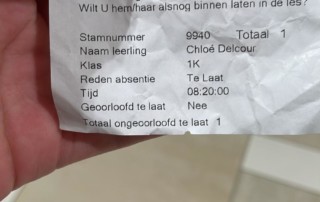 Wilt U hem/haar alsnog binnen laten in de les?
Stamnummer 9940 Totaal 1
Naam leerling Chloé Delcour
Klas 1K
Reden absentie Te Laat
Tijd 08:20:00
Geoorloofd te laat Nee
Totaal ongeoorloofd te laat 1